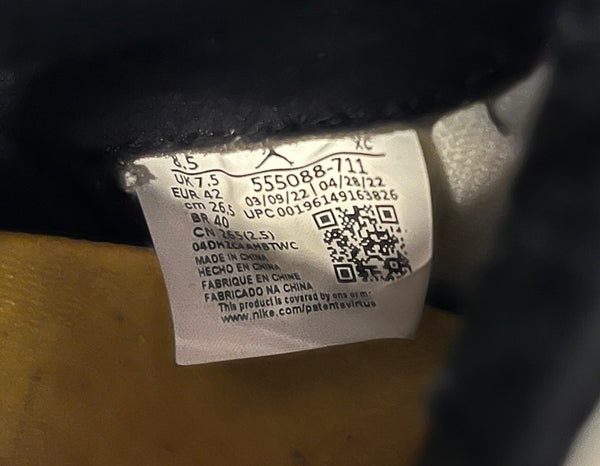 8.5 XC
UK 7.5 555088-711
EUR 42 03/09/22 | 04/28/22
cm 26.5 UPC 00196149163826
BR 40
CN 265(2.5)
MADE IN CHINA
HECHO EN CHINA
FABRIQUE EN CHINE
FABRICADO NA CHINA
This product is covered by one or
www.nike.com/patents